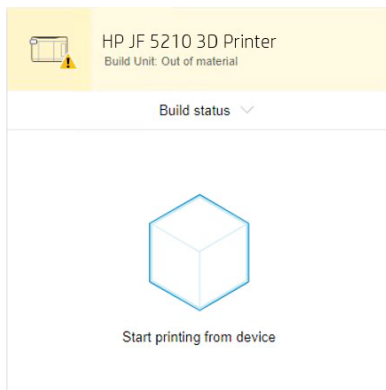 HP JF 5210 3D Printer
Build Unit: Out of material
Build status
Start printing from device